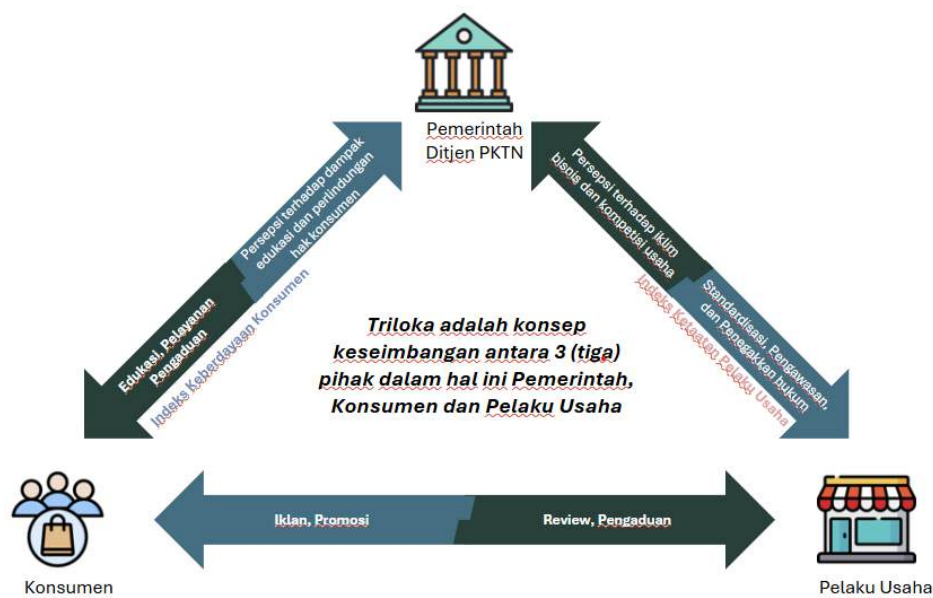 Pemerintah
Ditjen PKTN
Persepsi terhadap dampak
edukasi dan perlindungan
hak konsumen
Edukasi, Pelayanan
Pengaduan
Indeks Keberdayaan Konsumen
Persepsi terhadap iklim
bisnis dan kompetisi usaha
Standardisasi, Pengawasan,
dan Penegakkan hukum
Indeks Ketaatan Pelaku Usaha
Triloka adalah konsep
keseimbangan antara 3 (tiga)
pihak dalam hal ini Pemerintah,
Konsumen dan Pelaku Usaha
Iklan, Promosi
Review, Pengaduan
Konsumen
Pelaku Usaha